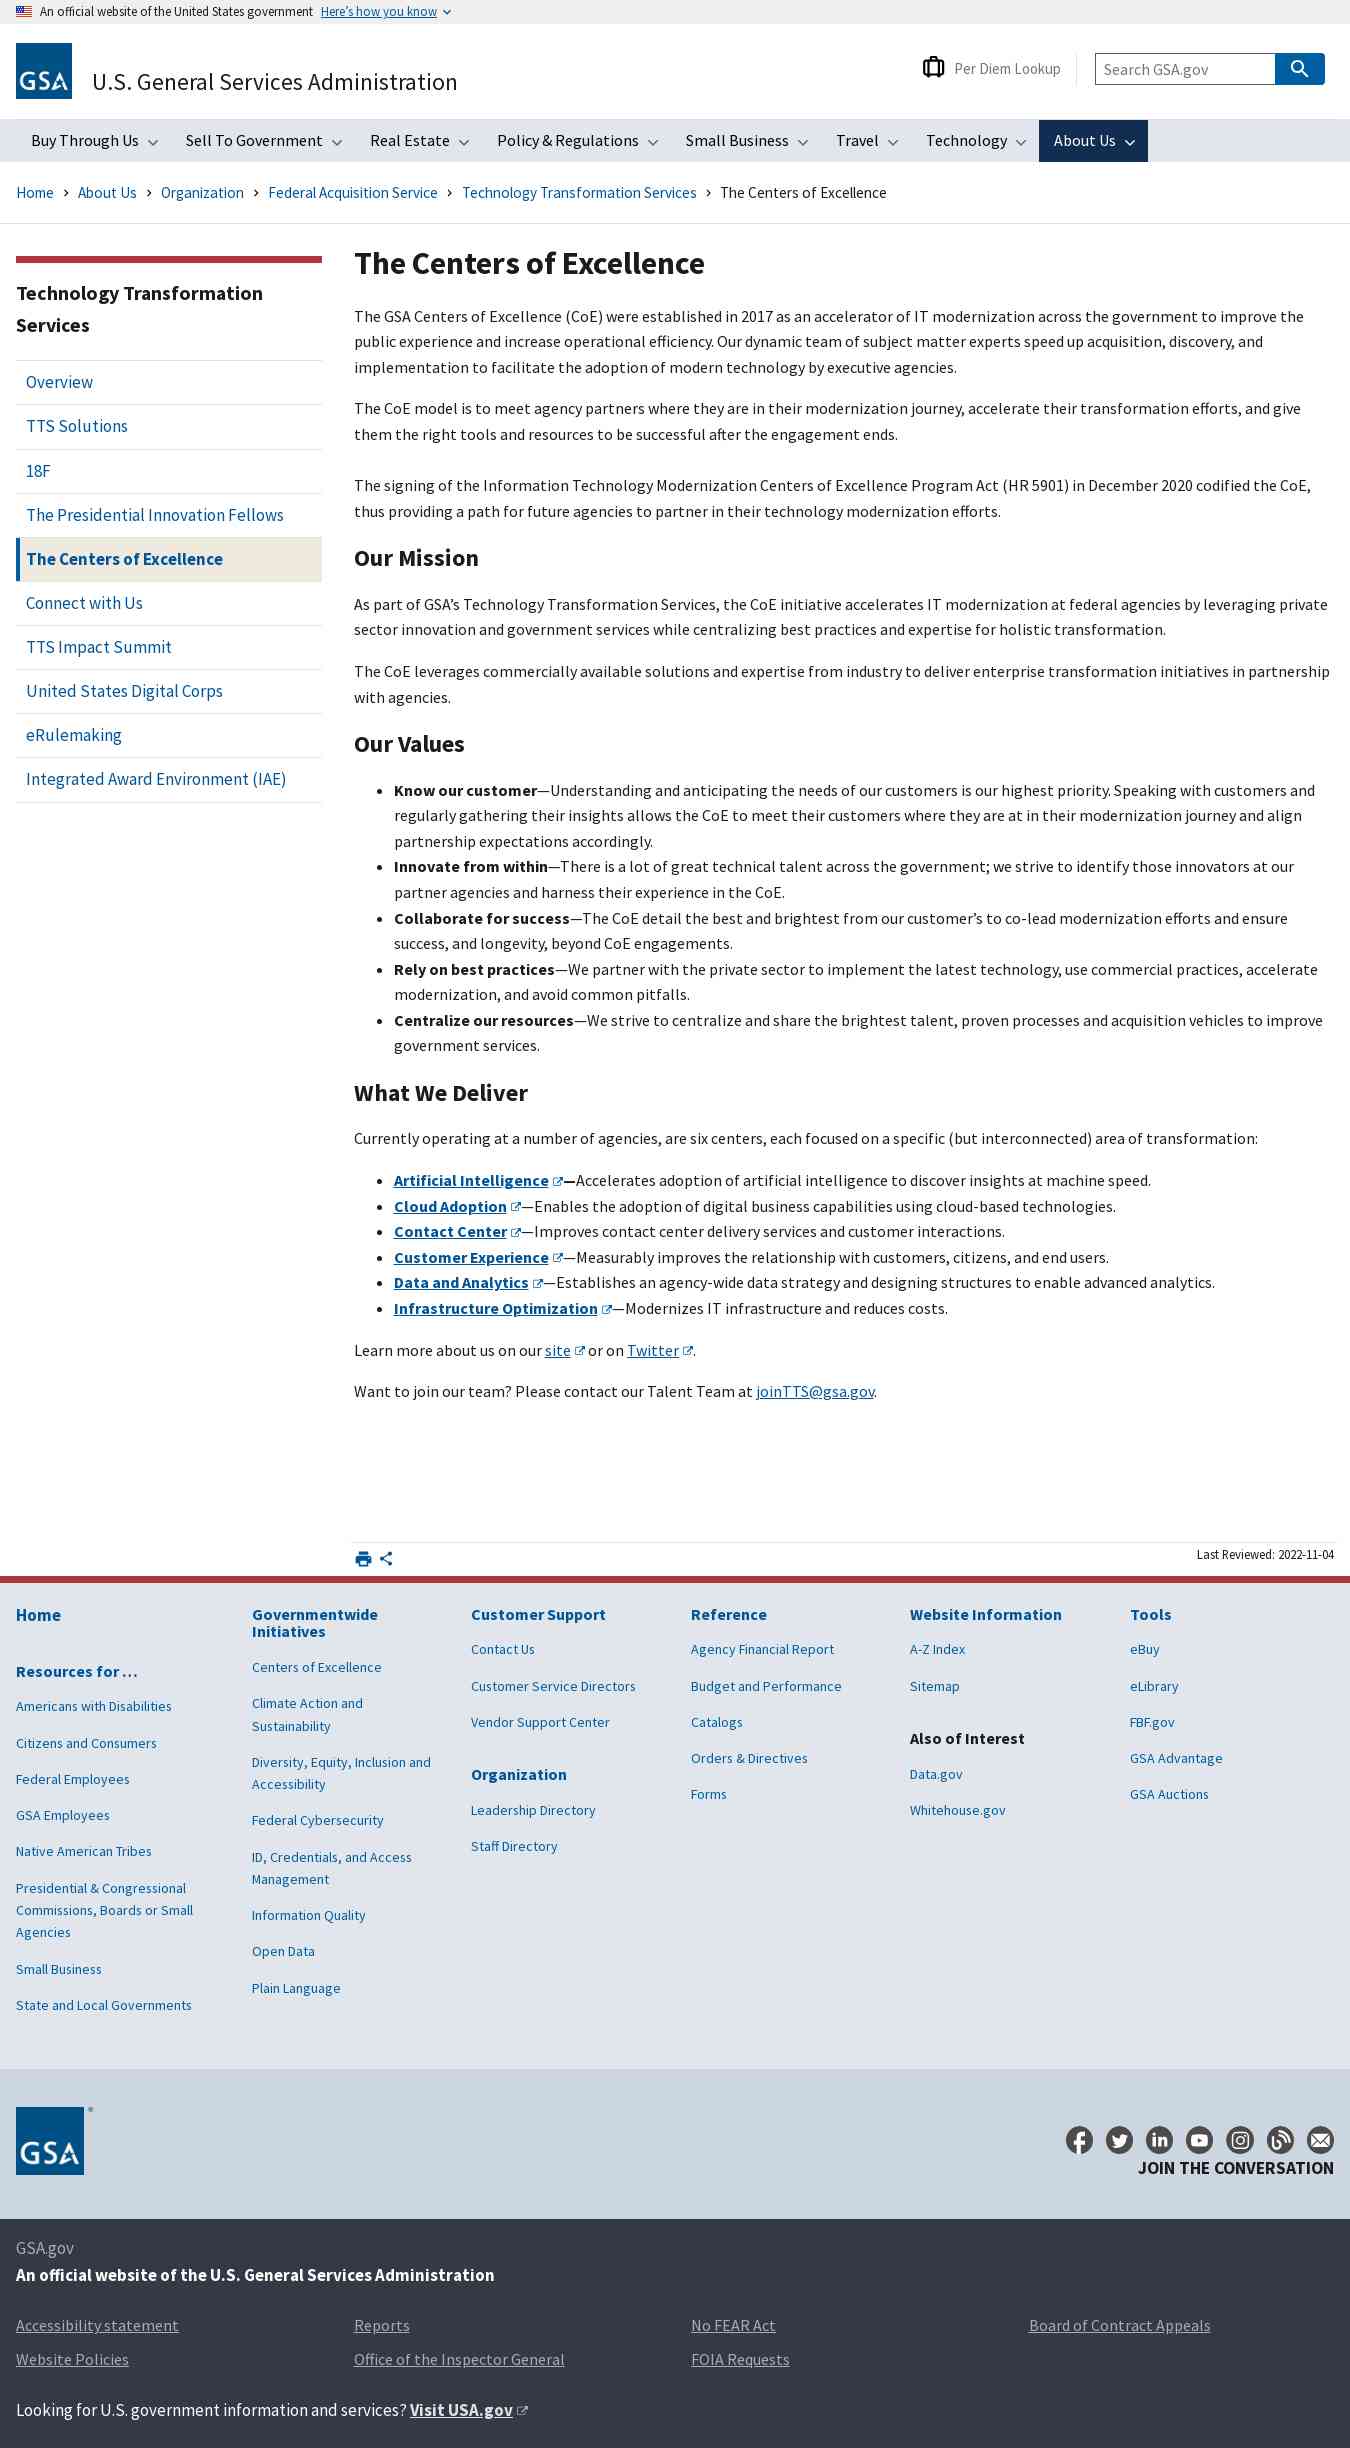 An official website of the United States government Here's how you know
GSA
U.S. General Services Administration
Per Diem Lookup
Search GSA.gov
Buy Through Us
Sell To Government
Real Estate
Policy & Regulations
Small Business
Travel
Technology
About Us
Home > About Us > Organization > Federal Acquisition Service > Technology Transformation Services > The Centers of Excellence
Technology Transformation
Services
Overview
TTS Solutions
18F
The Presidential Innovation Fellows
The Centers of Excellence
Connect with Us
TTS Impact Summit
United States Digital Corps
eRulemaking
Integrated Award Environment (IAE)
The Centers of Excellence
The GSA Centers of Excellence (CoE) were established in 2017 as an accelerator of IT modernization across the government to improve the
public experience and increase operational efficiency. Our dynamic team of subject matter experts speed up acquisition, discovery, and
implementation to facilitate the adoption of modern technology by executive agencies.
The CoE model is to meet agency partners where they are in their modernization journey, accelerate their transformation efforts, and give
them the right tools and resources to be successful after the engagement ends.
The signing of the Information Technology Modernization Centers of Excellence Program Act (HR 5901) in December 2020 codified the CoE,
thus providing a path for future agencies to partner in their technology modernization efforts.
Our Mission
As part of GSA’s Technology Transformation Services, the CoE initiative accelerates IT modernization at federal agencies by leveraging private
sector innovation and government services while centralizing best practices and expertise for holistic transformation.
The CoE leverages commercially available solutions and expertise from industry to deliver enterprise transformation initiatives in partnership
with agencies.
Our Values
• Know our customer—Understanding and anticipating the needs of our customers is our highest priority. Speaking with customers and
regularly gathering their insights allows the CoE to meet their customers where they are at in their modernization journey and align
partnership expectations accordingly.
• Innovate from within—There is a lot of great technical talent across the government; we strive to identify those innovators at our
partner agencies and harness their experience in the CoE.
• Collaborate for success—The CoE detail the best and brightest from our customer’s to co-lead modernization efforts and ensure
success, and longevity, beyond CoE engagements.
• Rely on best practices—We partner with the private sector to implement the latest technology, use commercial practices, accelerate
modernization, and avoid common pitfalls.
• Centralize our resources—We strive to centralize and share the brightest talent, proven processes and acquisition vehicles to improve
government services.
What We Deliver
Currently operating at a number of agencies, are six centers, each focused on a specific (but interconnected) area of transformation:
• Artificial Intelligence—Accelerates adoption of artificial intelligence to discover insights at machine speed.
• Cloud Adoption—Enables the adoption of digital business capabilities using cloud-based technologies.
• Contact Center—Improves contact center delivery services and customer interactions.
• Customer Experience—Measurably improves the relationship with customers, citizens, and end users.
• Data and Analytics—Establishes an agency-wide data strategy and designing structures to enable advanced analytics.
• Infrastructure Optimization—Modernizes IT infrastructure and reduces costs.
Learn more about us on our site or on Twitter.
Want to join our team? Please contact our Talent Team at joinTTS@gsa.gov.
Last Reviewed: 2022-11-04
Home
Resources for …
Americans with Disabilities
Citizens and Consumers
Federal Employees
GSA Employees
Native American Tribes
Presidential & Congressional
Commissions, Boards or Small
Agencies
Small Business
State and Local Governments
Governmentwide
Initiatives
Centers of Excellence
Climate Action and
Sustainability
Diversity, Equity, Inclusion and
Accessibility
Federal Cybersecurity
ID, Credentials, and Access
Management
Information Quality
Open Data
Plain Language
Customer Support
Contact Us
Customer Service Directors
Vendor Support Center
Organization
Leadership Directory
Staff Directory
Reference
Agency Financial Report
Budget and Performance
Catalogs
Orders & Directives
Forms
Website Information
A-Z Index
Sitemap
Also of Interest
Data.gov
Whitehouse.gov
Tools
eBuy
eLibrary
FBF.gov
GSA Advantage
GSA Auctions
GSA
JOIN THE CONVERSATION
GSA.gov
An official website of the U.S. General Services Administration
Accessibility statement
Reports
No FEAR Act
Board of Contract Appeals
Website Policies
Office of the Inspector General
FOIA Requests
Looking for U.S. government information and services? Visit USA.gov